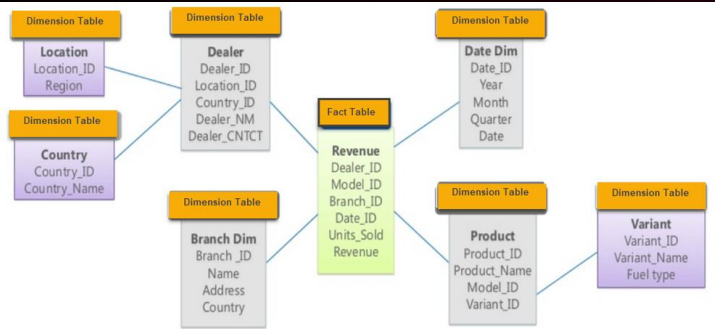 Dimension Table
Location
Location_ID
Region
Dimension Table
Country
Country_ID
Country_Name
Dimension Table
Dealer
Dealer_ID
Location_ID
Country_ID
Dealer_NM
Dealer_CNTCT
Dimension Table
Branch Dim
Branch _ID
Name
Address
Country
Fact Table
Revenue
Dealer_ID
Model_ID
Branch_ID
Date_ID
Units_Sold
Revenue
Dimension Table
Date Dim
Date_ID
Year
Month
Quarter
Date
Dimension Table
Product
Product_ID
Product_Name
Model_ID
Variant_ID
Dimension Table
Variant
Variant_ID
Variant_Name
Fuel type